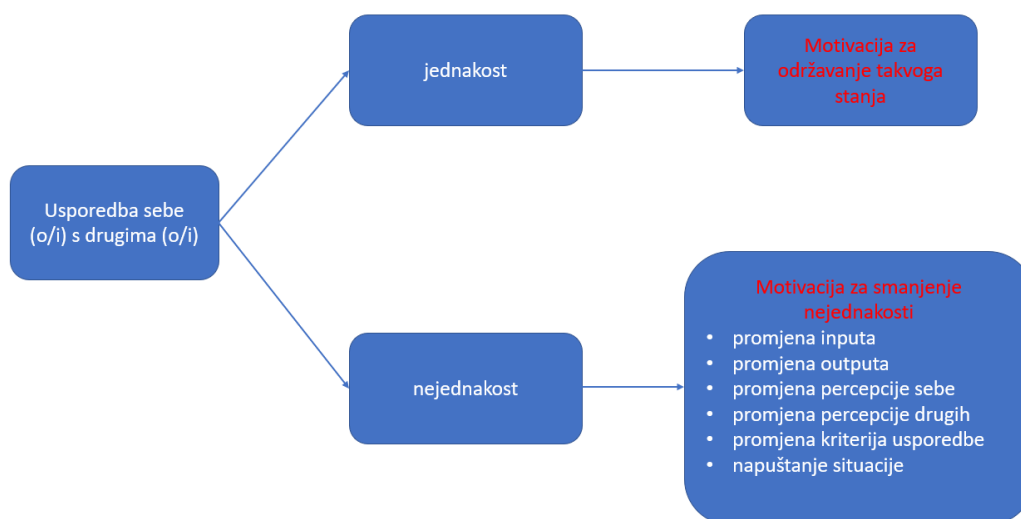 Usporedba sebe
(o/i) s drugima (o/i)
jednakost
Motivacija za
održavanje takvoga
stanja
nejednakost
Motivacija za smanjenje
nejednakosti
• promjena inputa
• promjena outputa
• promjena percepcije sebe
• promjena percepcije drugih
• promjena kriterija usporedbe
• napuštanje situacije